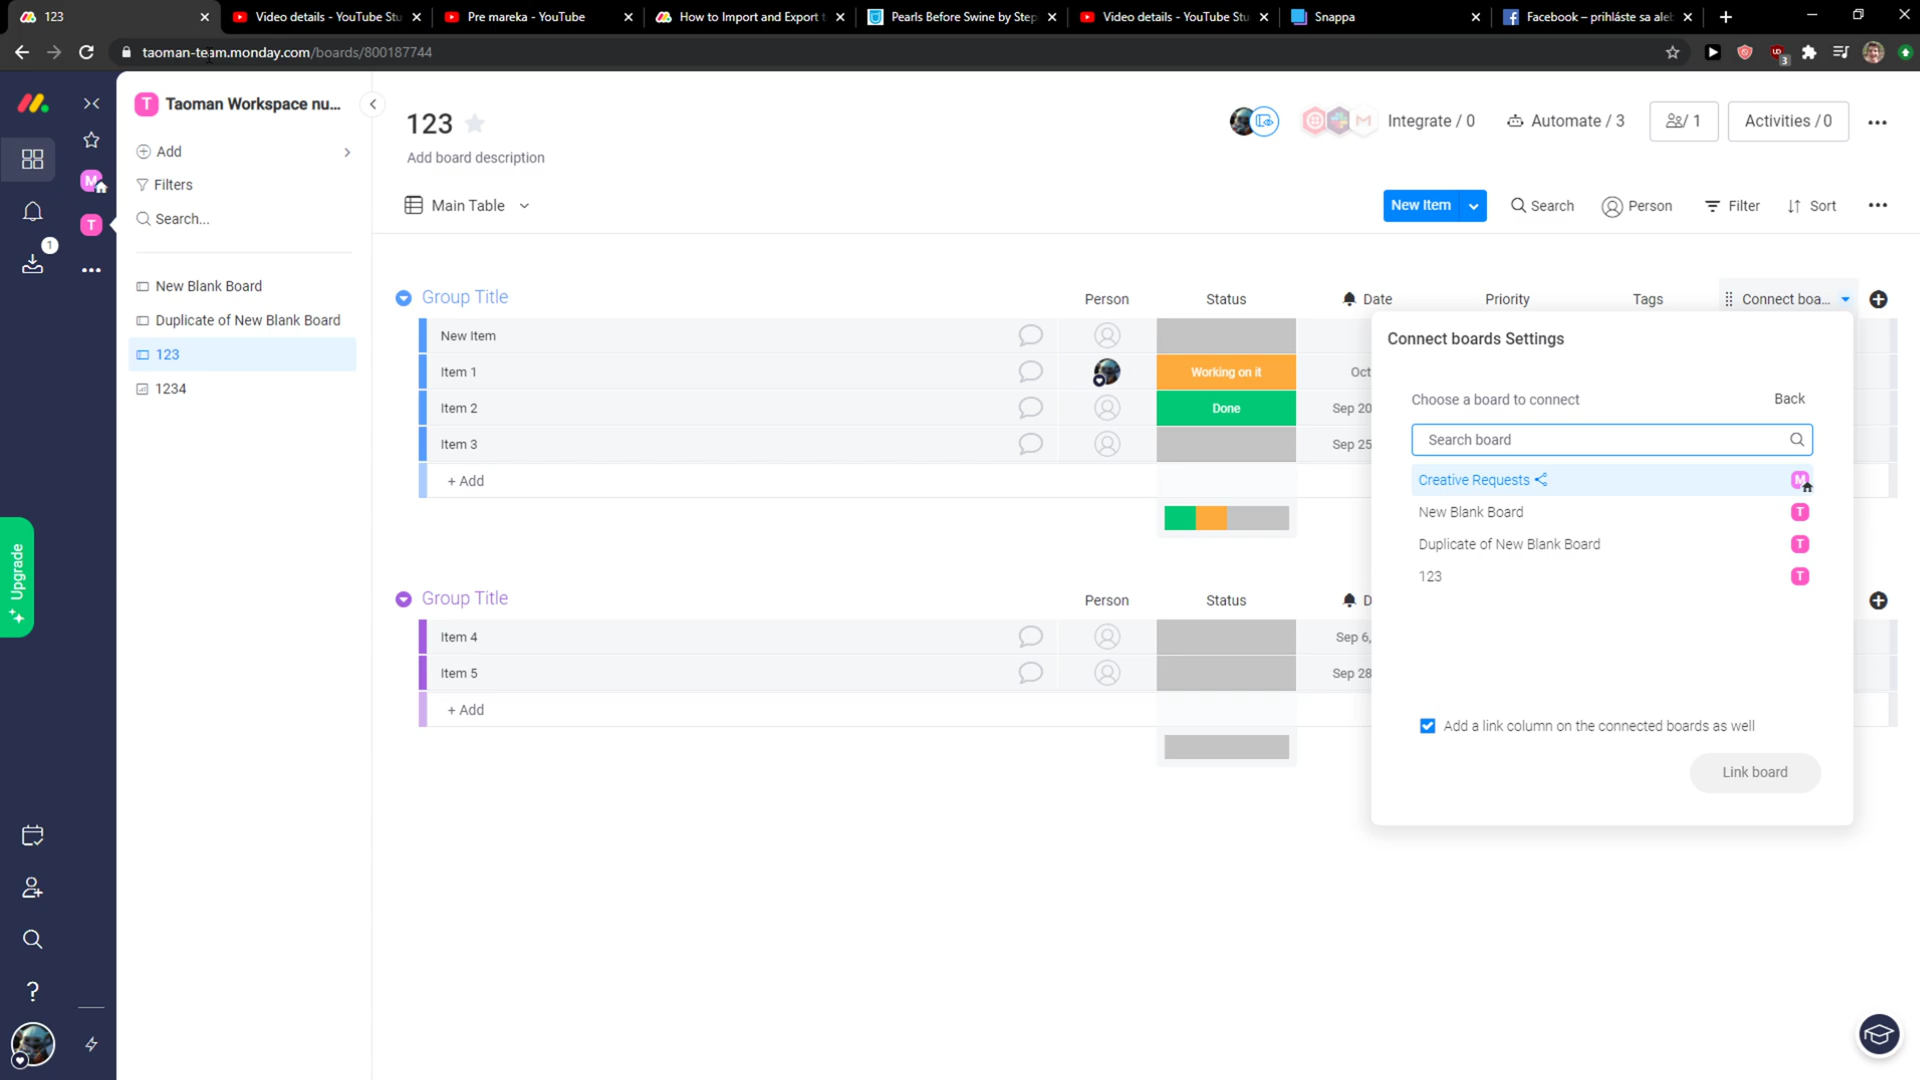 123
Video details - YouTube Stu
Pre mareka - YouTube
How to Import and Export t
Pearls Before Swine by Step
Video details - YouTube Stu
Snappa
Facebook – prihláste sa aleb
taoman-team.monday.com/boards/800187744
3
T Taoman Workspace nu...
Add
Filters
Search...
New Blank Board
Duplicate of New Blank Board
123
1234
M
T
1
Upgrade
?
123
Add board description
Integrate / 0
Automate / 3
/ 1
Activities / 0
Main Table
New Item
Search
Person
Filter
Sort
Group Title
Person
Status
Date
Priority
Tags
Connect boa...
New Item
Item 1
Working on it
Oct
Item 2
Done
Sep 20
Item 3
Sep 25
+ Add
Group Title
Person
Status
D
Item 4
Sep 6,
Item 5
Sep 28
+ Add
Connect boards Settings
Choose a board to connect
Back
Search board
Creative Requests
M
New Blank Board
T
Duplicate of New Blank Board
T
123
T
Add a link column on the connected boards as well
Link board